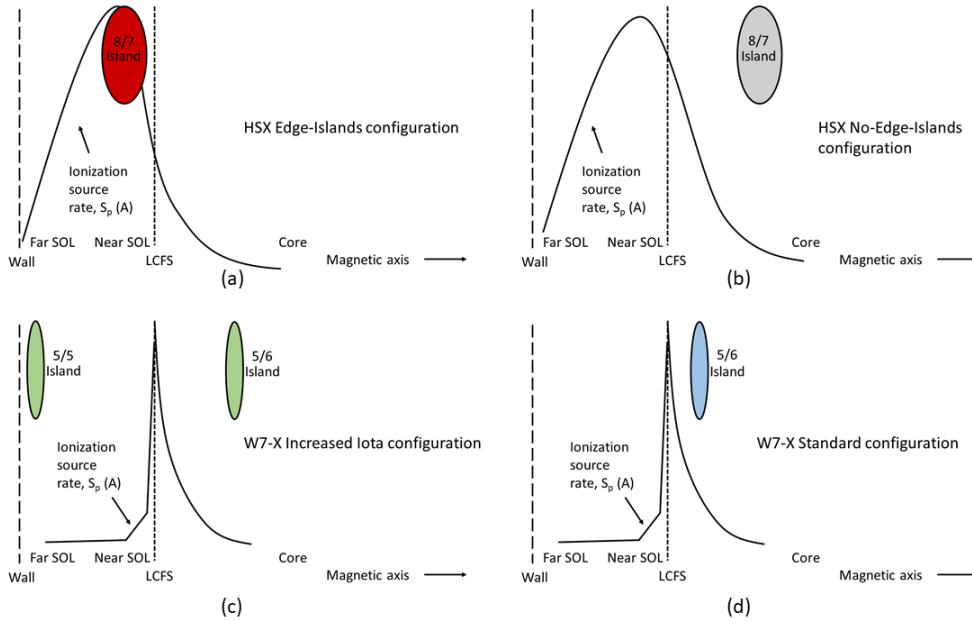 8/7
Island
HSX Edge-Islands configuration
Ionization
source
rate, Sp (A)
Far SOL
Near SOL
Core
Wall
LCFS
Magnetic axis
(a)
8/7
Island
HSX No-Edge-Islands
configuration
Ionization
source
rate, Sp (A)
Far SOL
Near SOL
Core
Wall
LCFS
Magnetic axis
(b)
5/5
Island
5/6
Island
W7-X Increased Iota configuration
Ionization
source
rate, Sp (A)
Far SOL
Near SOL
Core
Wall
LCFS
Magnetic axis
(c)
5/6
Island
W7-X Standard configuration
Ionization
source
rate, Sp (A)
Far SOL
Near SOL
Core
Wall
LCFS
Magnetic axis
(d)